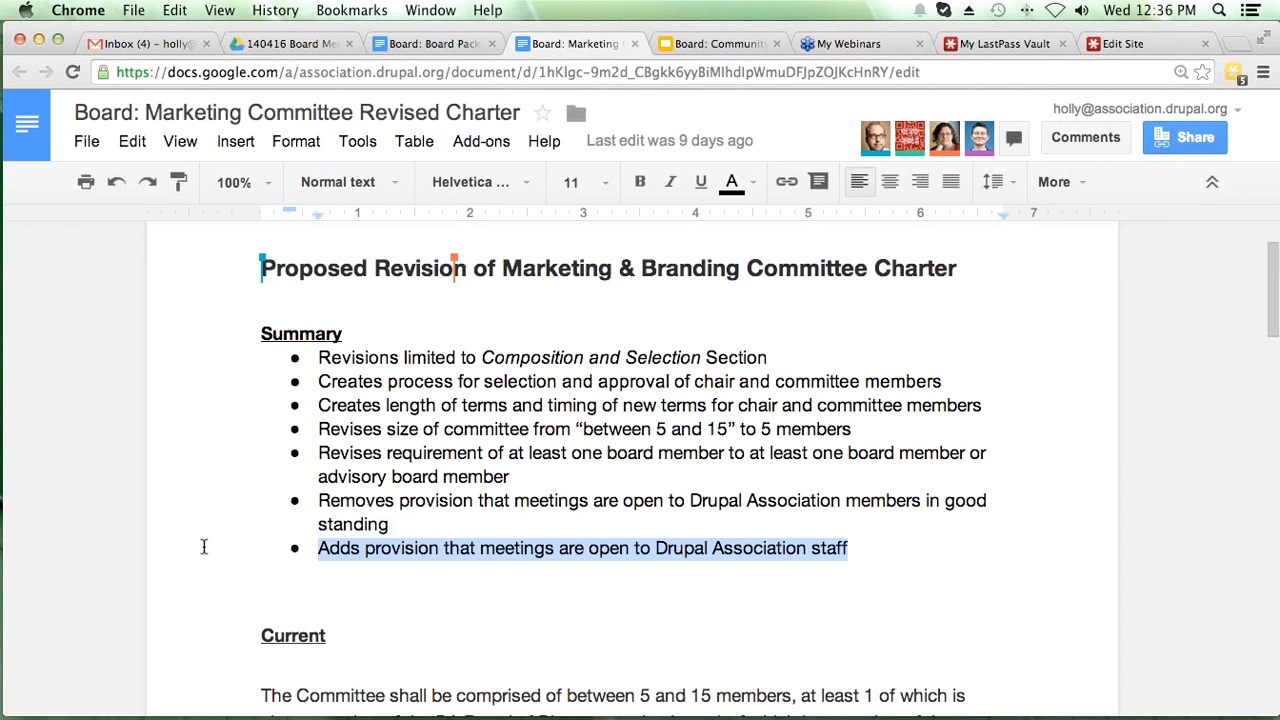 Chrome File Edit View History Bookmarks Window Help Wed 12:36 PM
Inbox (4) – holly@ 140416 Board Me Board: Board Pack Board: Marketing Board: Communit My Webinars My LastPass Vault Edit Site
https://docs.google.com/a/association.drupal.org/document/d/1hKlgc-9m2d_CBgkk6yyBiMIhdIpWmuDFJpZOJKcHnRY/edit 5
Board: Marketing Committee Revised Charter holly@association.drupal.org
File Edit View Insert Format Tools Table Add-ons Help Last edit was 9 days ago Comments Share
100% Normal text Helvetica ... 11 B I U A More
1 2 3 4 5 6 7
Proposed Revision of Marketing & Branding Committee Charter
Summary
● Revisions limited to Composition and Selection Section
● Creates process for selection and approval of chair and committee members
● Creates length of terms and timing of new terms for chair and committee members
● Revises size of committee from “between 5 and 15” to 5 members
● Revises requirement of at least one board member to at least one board member or
advisory board member
● Removes provision that meetings are open to Drupal Association members in good
standing
● Adds provision that meetings are open to Drupal Association staff
Current
The Committee shall be comprised of between 5 and 15 members, at least 1 of which is